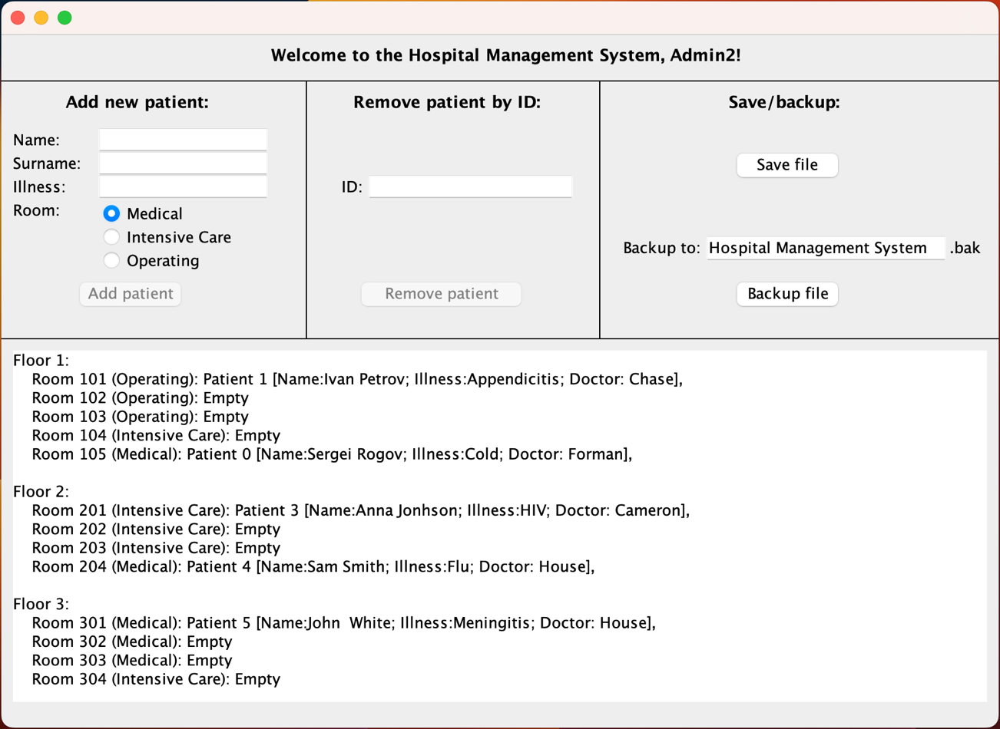 Welcome to the Hospital Management System, Admin2!
Add new patient:
Name:
Surname:
Illness:
Room:
Medical
Intensive Care
Operating
Add patient
Remove patient by ID:
ID:
Remove patient
Save/backup:
Save file
Backup to: Hospital Management System .bak
Backup file
Floor 1:
Room 101 (Operating): Patient 1 [Name:Ivan Petrov; Illness:Appendicitis; Doctor: Chase],
Room 102 (Operating): Empty
Room 103 (Operating): Empty
Room 104 (Intensive Care): Empty
Room 105 (Medical): Patient 0 [Name:Sergei Rogov; Illness:Cold; Doctor: Forman],
Floor 2:
Room 201 (Intensive Care): Patient 3 [Name:Anna Jonhson; Illness:HIV; Doctor: Cameron],
Room 202 (Intensive Care): Empty
Room 203 (Intensive Care): Empty
Room 204 (Medical): Patient 4 [Name:Sam Smith; Illness:Flu; Doctor: House],
Floor 3:
Room 301 (Medical): Patient 5 [Name:John  White; Illness:Meningitis; Doctor: House],
Room 302 (Medical): Empty
Room 303 (Medical): Empty
Room 304 (Intensive Care): Empty